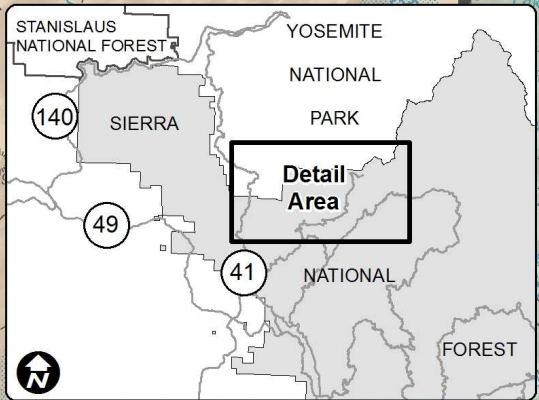 STANISLAUS
NATIONAL FOREST
YOSEMITE
NATIONAL
PARK
140
SIERRA
Detail
Area
49
41
NATIONAL
FOREST
N